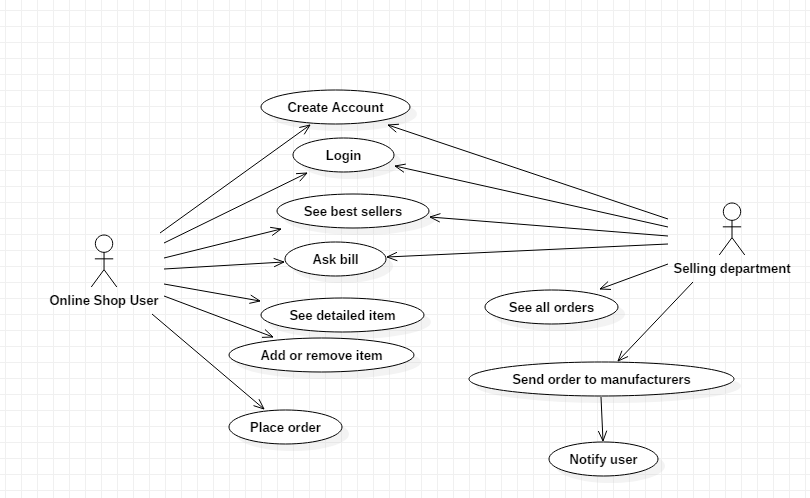 Create Account
Login
See best sellers
Ask bill
Selling department
Online Shop User
See all orders
See detailed item
Add or remove item
Send order to manufacturers
Place order
Notify user